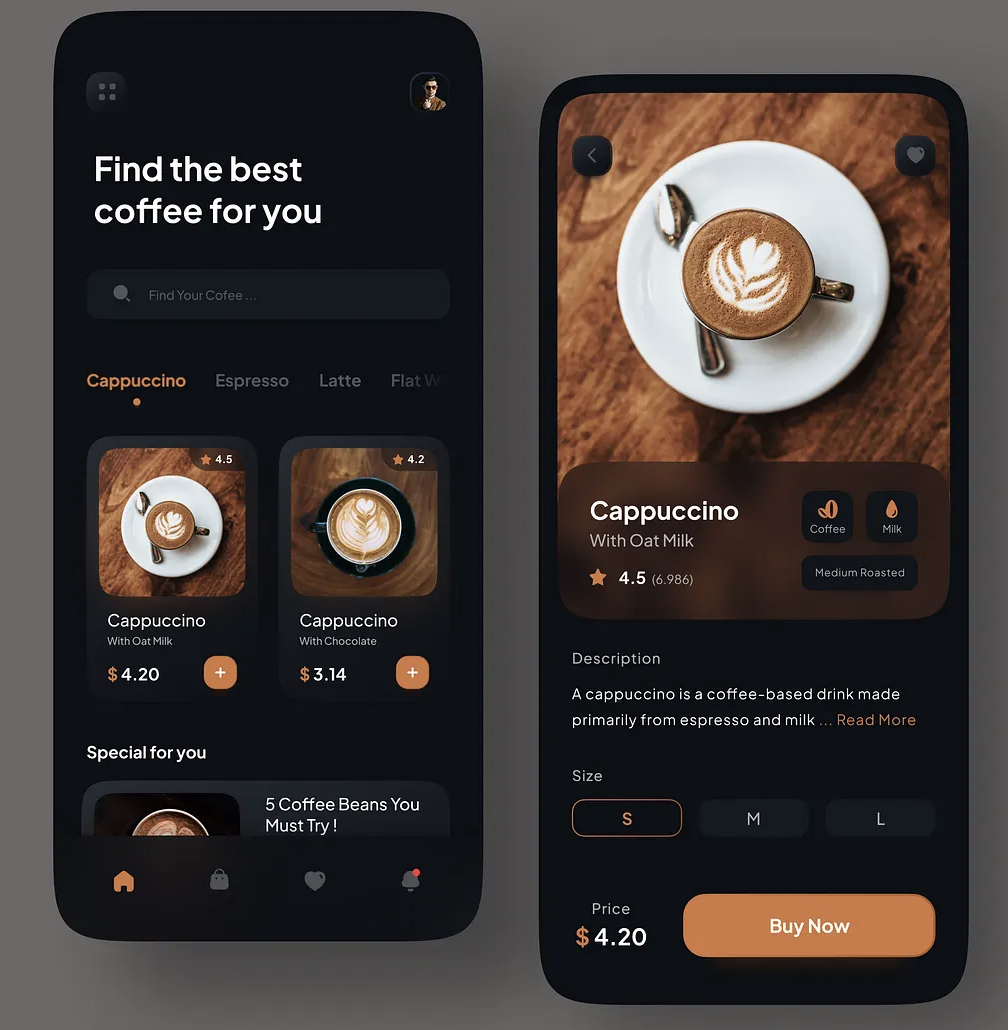 Find the best
coffee for you
Find Your Cofee ...
Cappuccino Espresso Latte Flat W
4.5
4.2
Cappuccino
With Oat Milk
$ 4.20
+
Cappuccino
With Chocolate
$ 3.14
+
Special for you
5 Coffee Beans You
Must Try !
Cappuccino
With Oat Milk
4.5 (6.986)
Coffee
Milk
Medium Roasted
Description
A cappuccino is a coffee-based drink made
primarily from espresso and milk ... Read More
Size
S M L
Price
$ 4.20
Buy Now